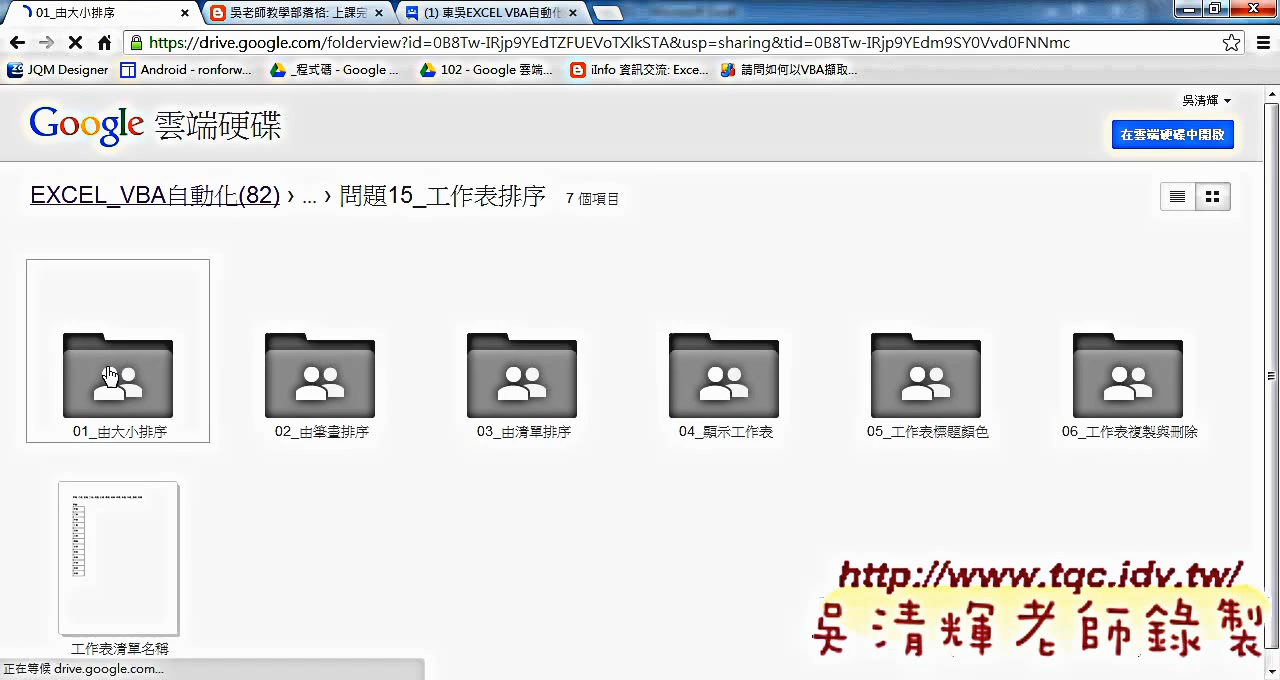 01_由大小排序
吳老師教學部落格: 上課完
(1) 東吳EXCEL VBA自動化
https://drive.google.com/folderview?id=0B8Tw-IRjp9YEdTZFUEVoTXlkSTA&usp=sharing&tid=0B8Tw-IRjp9YEdm9SY0Vvd0FNNmc
JQM Designer
Android - ronforw...
_程式碼 - Google ...
102 - Google 雲端...
iInfo 資訊交流: Exce...
請問如何以VBA擷取...
吳清輝
Google 雲端硬碟
在雲端硬碟中開啟
EXCEL_VBA自動化(82) › ... › 問題15_工作表排序 7 個項目
01_由大小排序
02_由筆畫排序
03_由清單排序
04_顯示工作表
05_工作表標題顏色
06_工作表複製與刪除
工作表清單名稱
http://www.tqc.idv.tw/
吳清輝老師錄製
正在等候 drive.google.com...